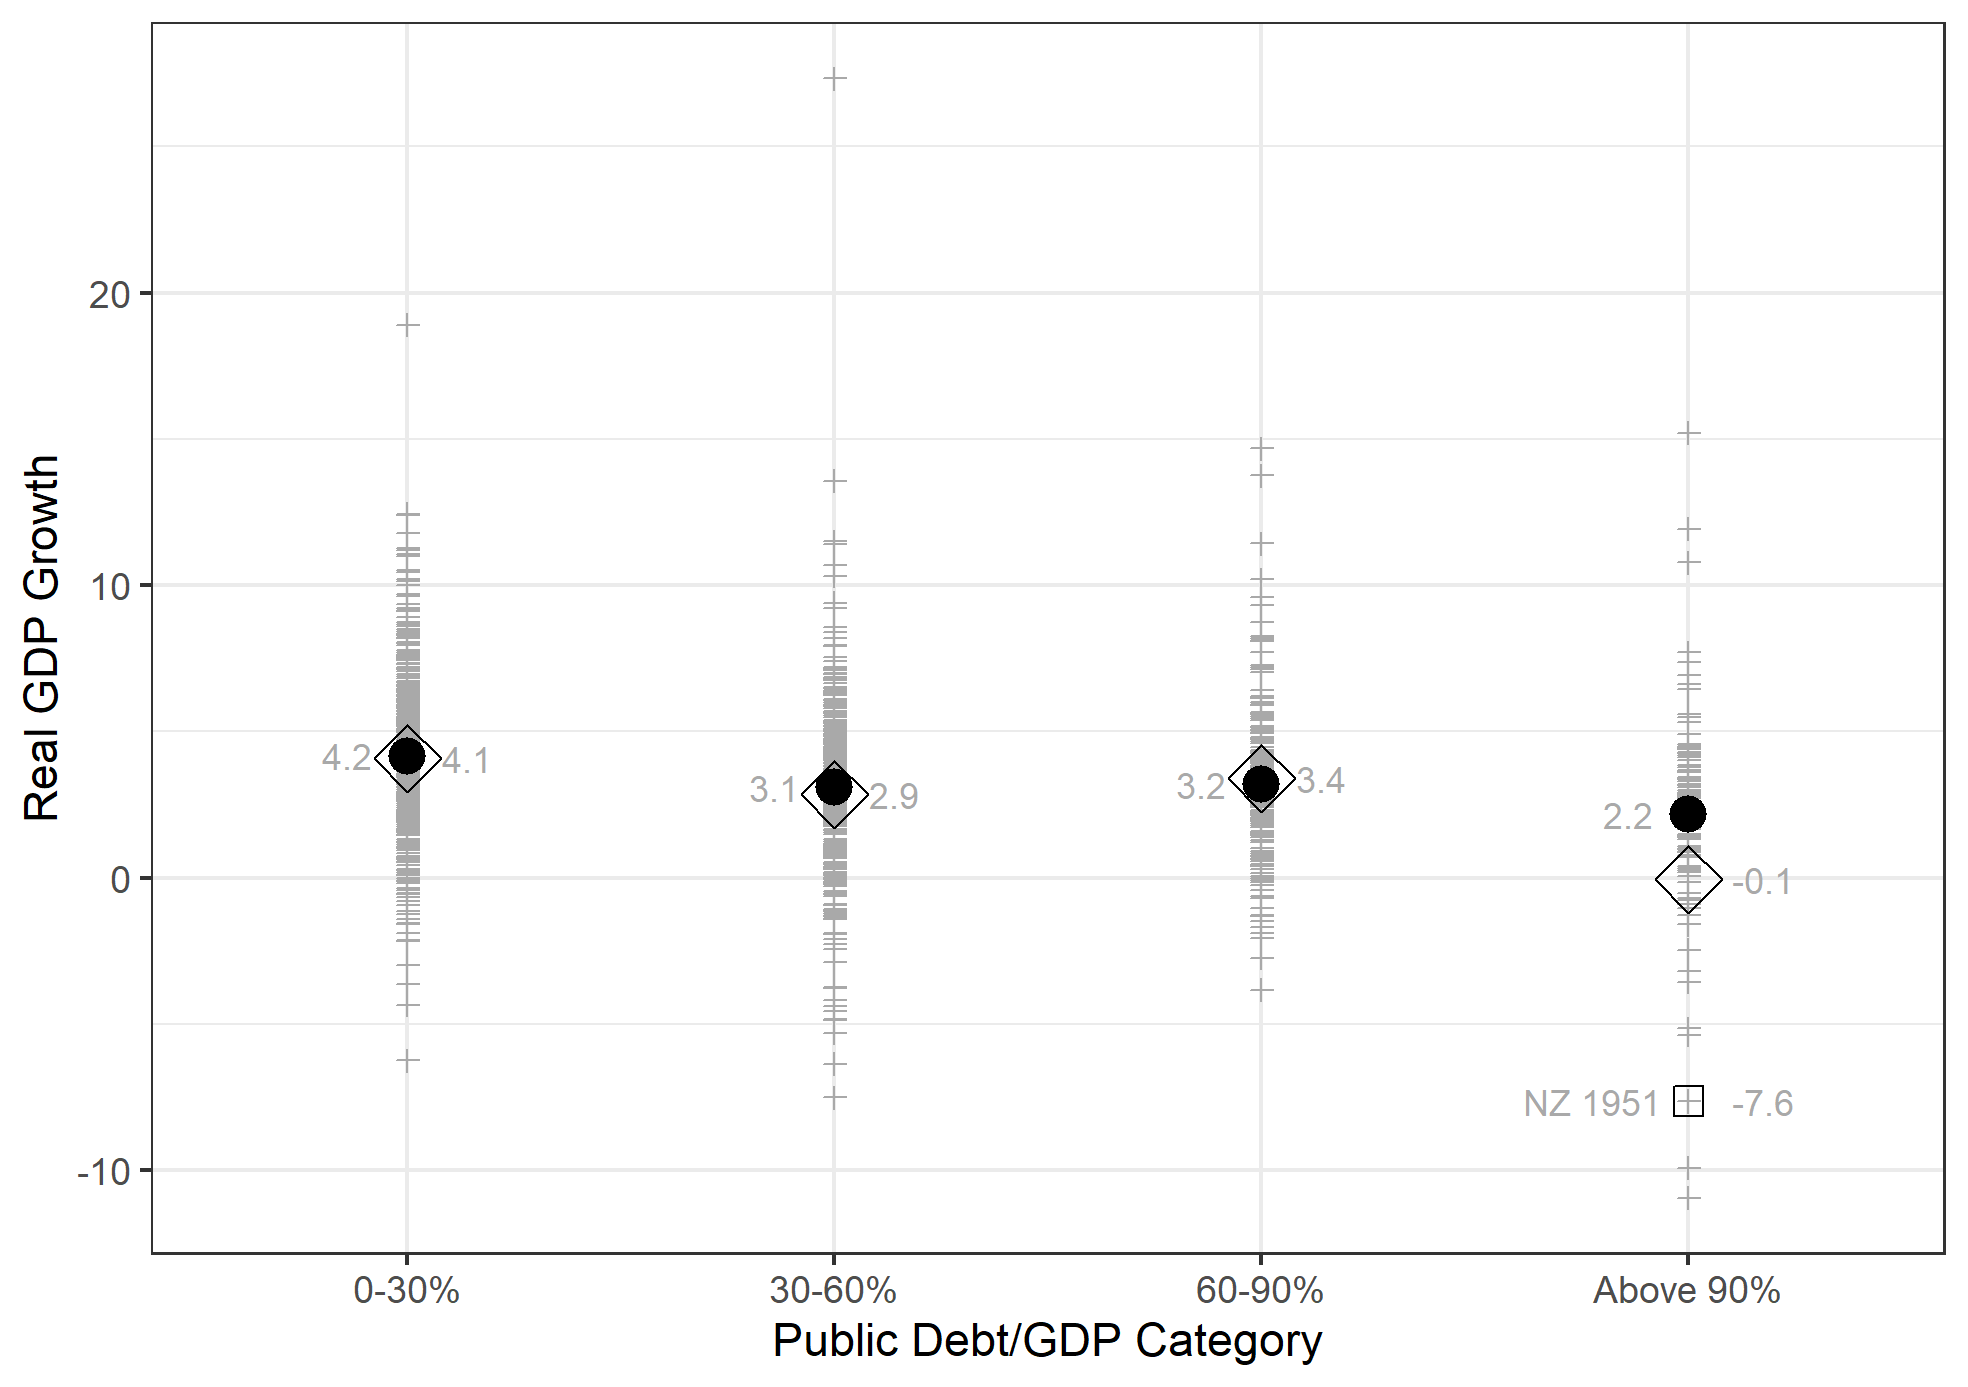 Real GDP Growth
20
10
0
-10
4.2 4.1
3.1 2.9
3.2 3.4
2.2
-0.1
NZ 1951 -7.6
0-30% 30-60% 60-90% Above 90%
Public Debt/GDP Category